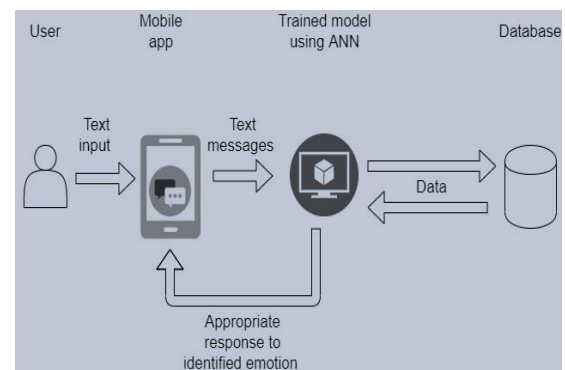 User
Mobile
app
Trained model
using ANN
Database
Text
input
Text
messages
Data
Appropriate
response to
identified emotion